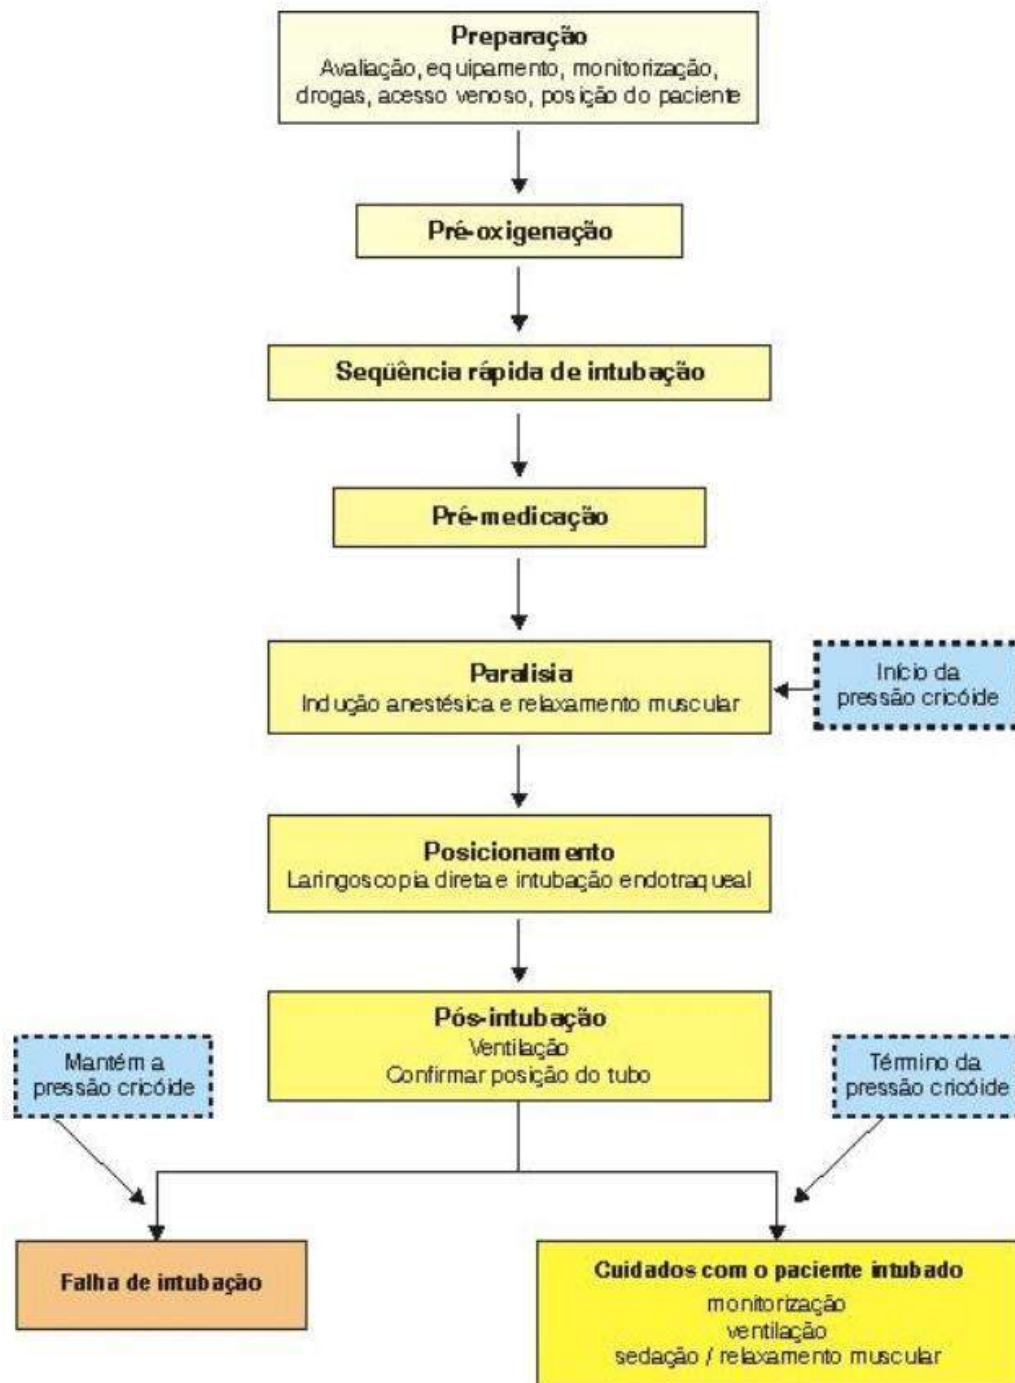 Preparação
Avaliação, equipamento, monitorização,
drogas, acesso venoso, posição do paciente
Pré-oxigenação
Seqüência rápida de intubação
Pré-medicação
Paralisia
Indução anestésica e relaxamento muscular
Início da
pressão cricóide
Posicionamento
Laringoscopia direta e intubação endotraqueal
Pós-intubação
Ventilação
Confirmar posição do tubo
Mantém a
pressão cricóide
Término da
pressão cricóide
Falha de intubação
Cuidados com o paciente intubado
monitorização
ventilação
sedação / relaxamento muscular